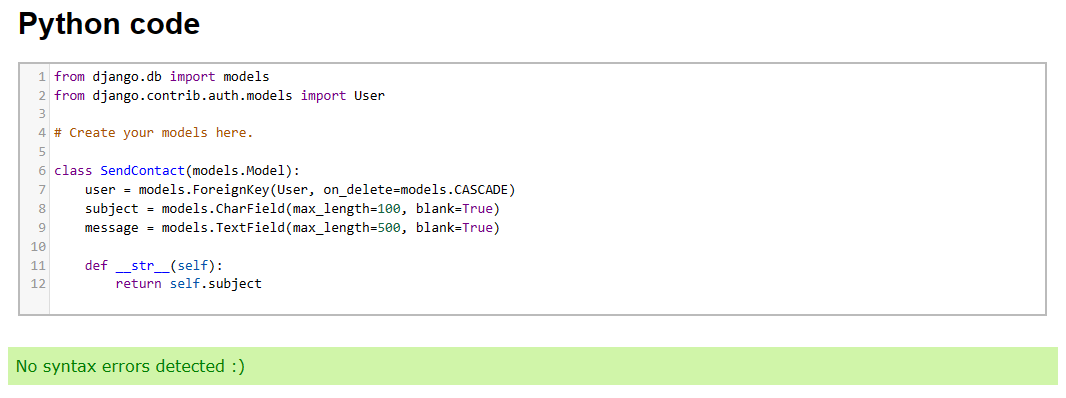 Python code
1 from django.db import models
2 from django.contrib.auth.models import User
3
4 # Create your models here.
5
6 class SendContact(models.Model):
7     user = models.ForeignKey(User, on_delete=models.CASCADE)
8     subject = models.CharField(max_length=100, blank=True)
9     message = models.TextField(max_length=500, blank=True)
10
11     def __str__(self):
12         return self.subject
No syntax errors detected :)